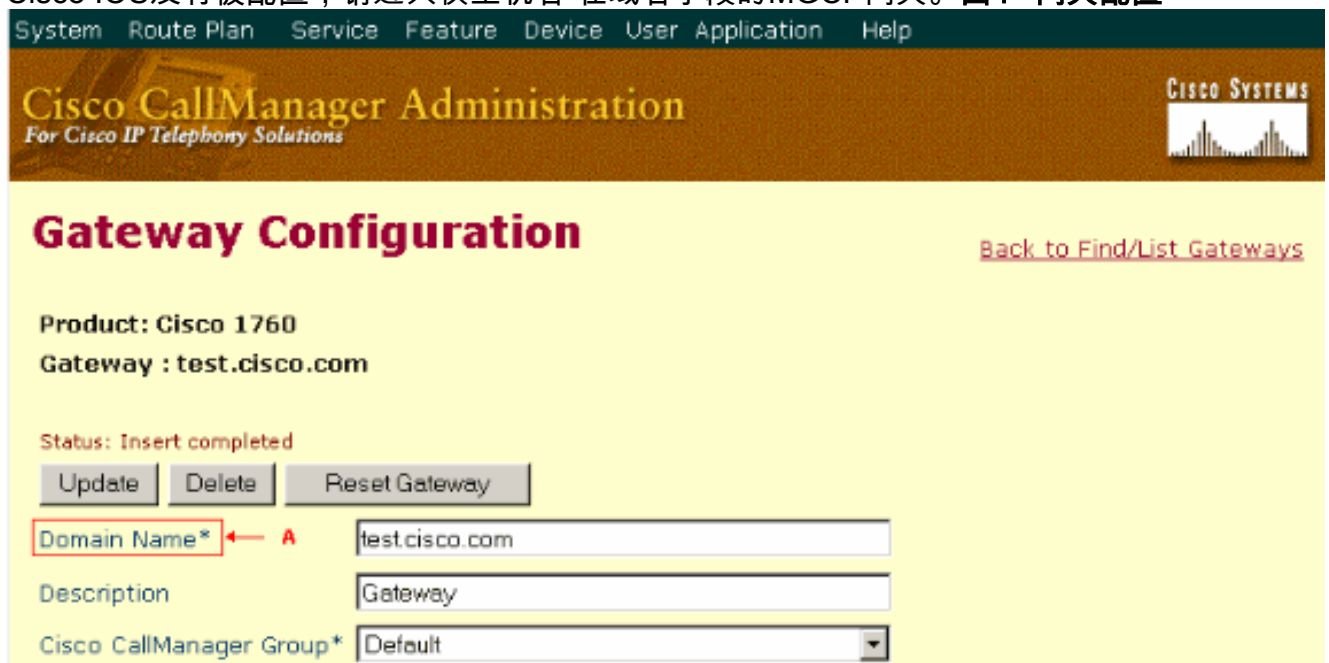 System Route Plan Service Feature Device User Application Help
Cisco CallManager Administration
For Cisco IP Telephony Solutions
CISCO SYSTEMS
Gateway Configuration
Back to Find/List Gateways
Product: Cisco 1760
Gateway : test.cisco.com
Status: Insert completed
Update Delete Reset Gateway
Domain Name* A test.cisco.com
Description Gateway
Cisco CallManager Group* Default